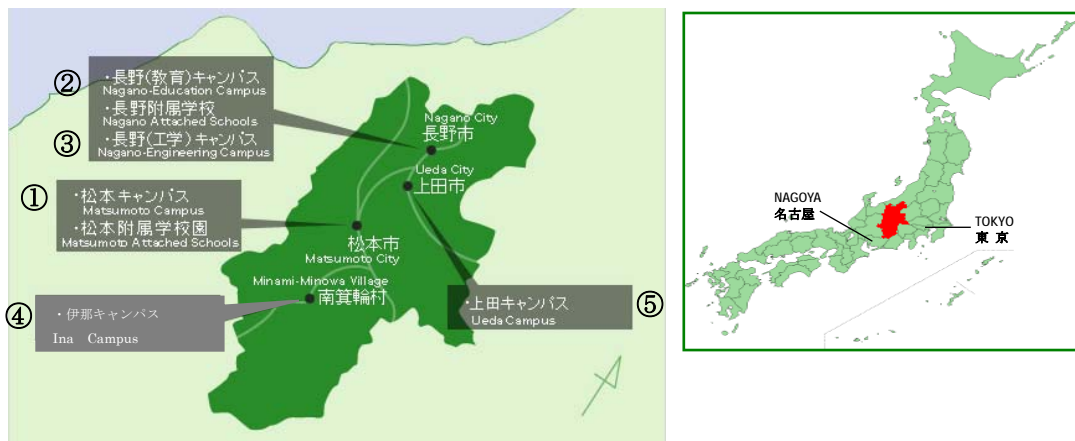 ②
・長野(教育)キャンパス
Nagano-Education Campus
・長野附属学校
Nagano Attached Schools
③
・長野(工学)キャンパス
Nagano-Engineering Campus
Nagano City
長野市
Ueda City
上田市
①
・松本キャンパス
Matsumoto Campus
・松本附属学校園
Matsumoto Attached Schools
松本市
Matsumoto City
Minami-Minowa Village
南箕輪村
④
・伊那キャンパス
Ina Campus
・上田キャンパス
Ueda Campus
⑤
NAGOYA
名古屋
TOKYO
東 京